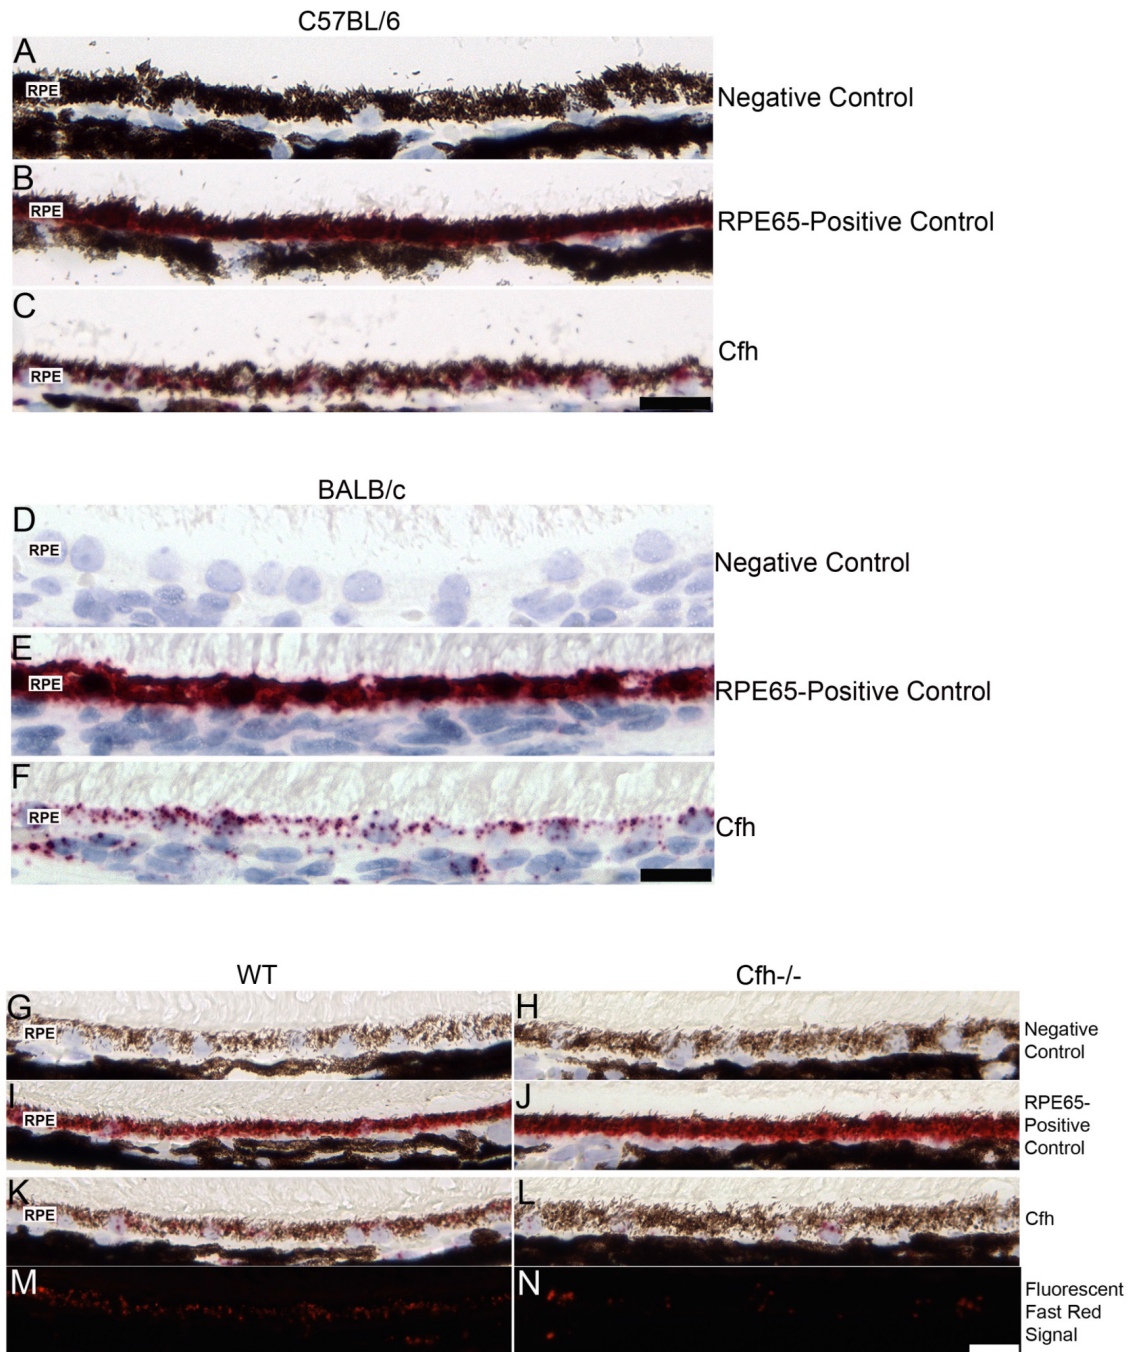 C57BL/6
A
RPE
Negative Control
B
RPE
RPE65-Positive Control
C
RPE
Cfh
BALB/c
D
RPE
Negative Control
E
RPE
RPE65-Positive Control
F
RPE
Cfh
WT
Cfh-/-
G
RPE
H
Negative
Control
I
RPE
J
RPE65-
Positive
Control
K
RPE
L
Cfh
M
N
Fluorescent
Fast Red
Signal